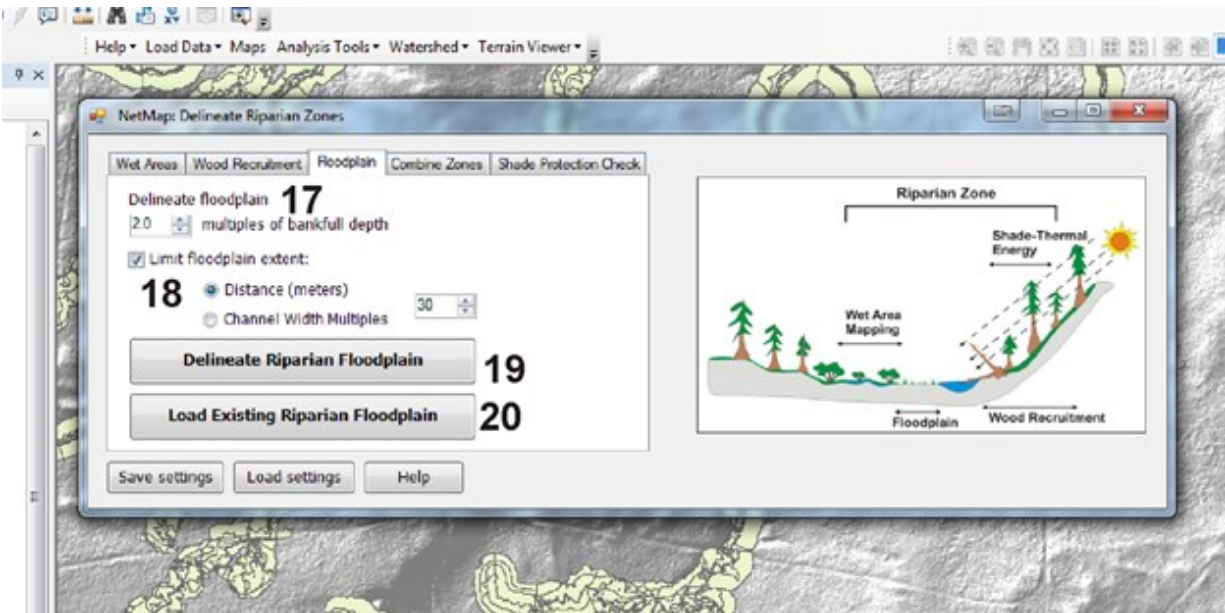 Help Load Data Maps Analysis Tools Watershed Terrain Viewer
NetMap: Delineate Riparian Zones
Wet Areas Wood Recruitment Floodplain Combine Zones Shade Protection Check
Delineate floodplain 17
2.0 multiples of bankfull depth
Limit floodplain extent:
18 Distance (meters)
30
Channel Width Multiples
Delineate Riparian Floodplain 19
Load Existing Riparian Floodplain 20
Save settings Load settings Help
Riparian Zone
Shade-Thermal
Energy
Wet Area
Mapping
Floodplain
Wood Recruitment